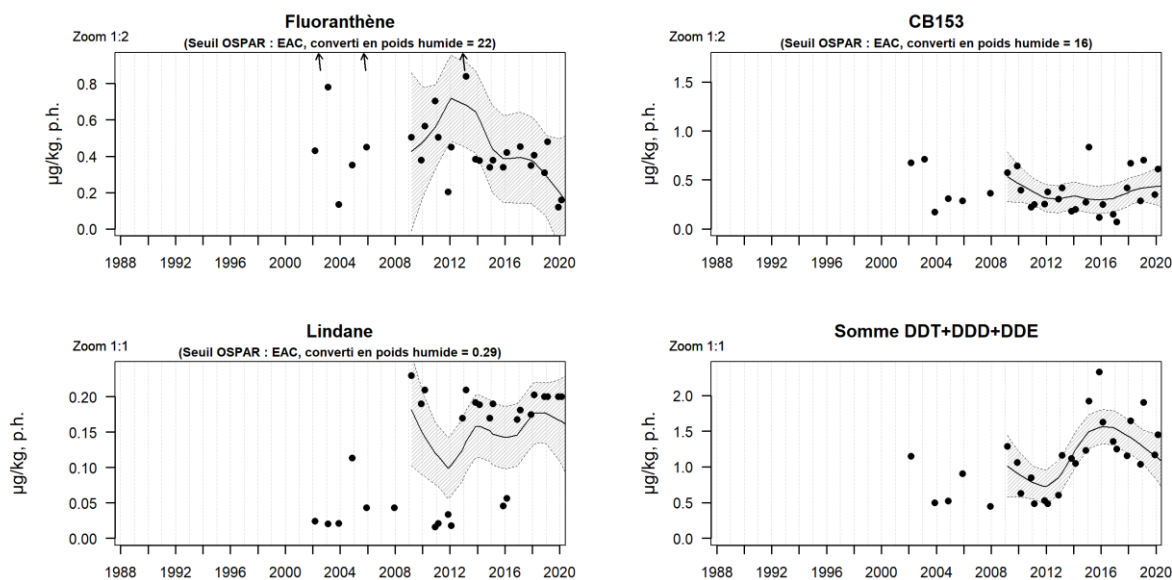 Fluoranthène
Zoom 1:2
(Seuil OSPAR : EAC, converti en poids humide = 22)
µg/kg, p.h.
0.8
0.6
0.4
0.2
0.0
1988 1992 1996 2000 2004 2008 2012 2016 2020
CB153
Zoom 1:2
(Seuil OSPAR : EAC, converti en poids humide = 16)
µg/kg, p.h.
1.5
1.0
0.5
0.0
1988 1992 1996 2000 2004 2008 2012 2016 2020
Lindane
Zoom 1:1
(Seuil OSPAR : EAC, converti en poids humide = 0.29)
µg/kg, p.h.
0.20
0.15
0.10
0.05
0.00
1988 1992 1996 2000 2004 2008 2012 2016 2020
Somme DDT+DDD+DDE
Zoom 1:1
µg/kg, p.h.
2.0
1.5
1.0
0.5
0.0
1988 1992 1996 2000 2004 2008 2012 2016 2020